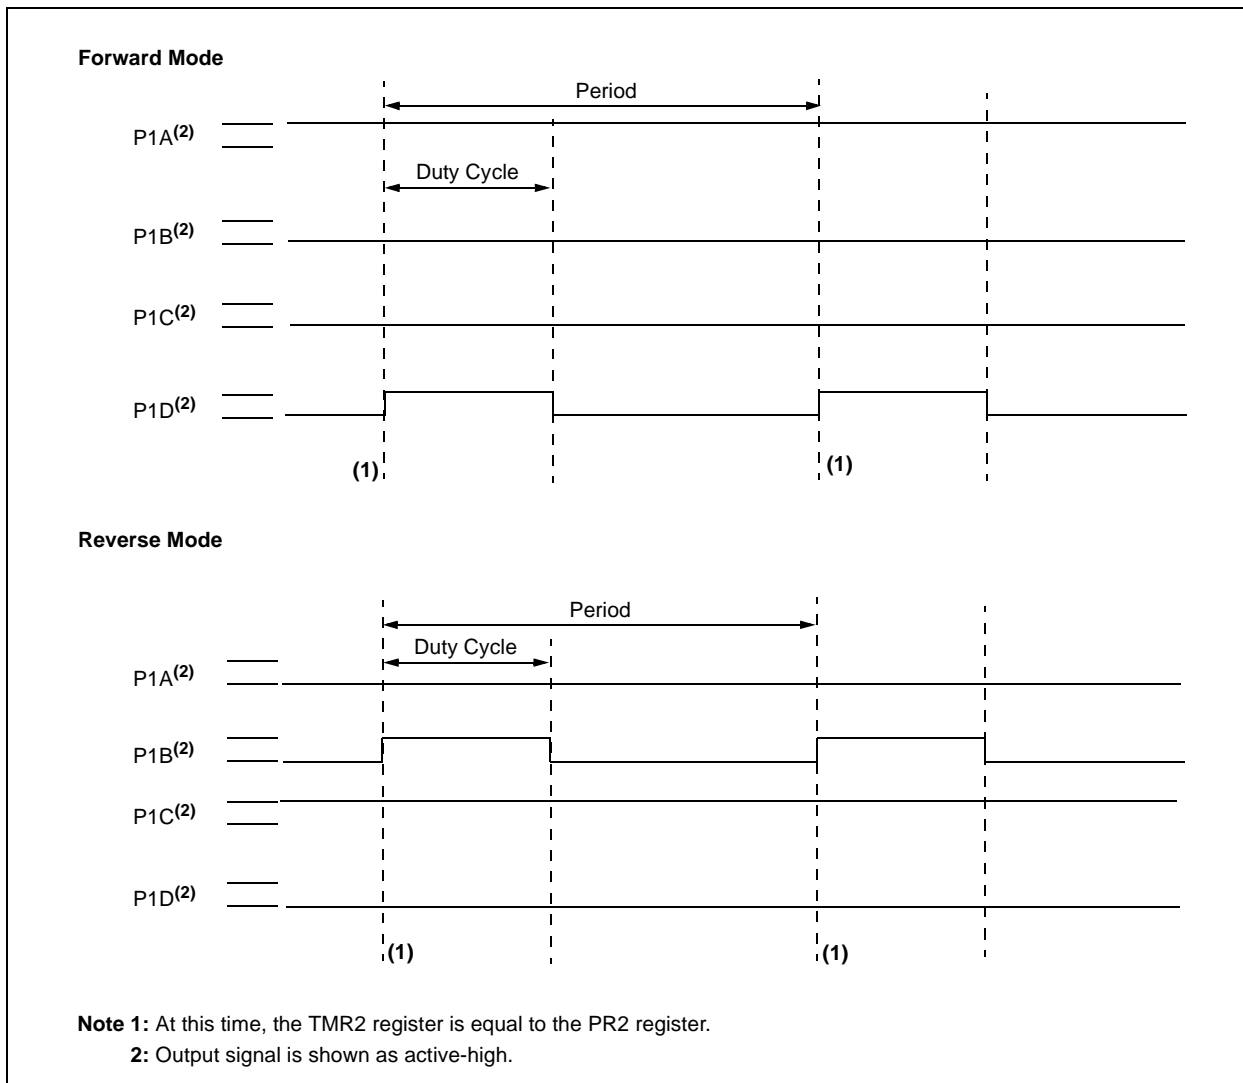 Forward Mode
Period
P1A(2)
Duty Cycle
P1B(2)
P1C(2)
P1D(2)
(1) (1)
Reverse Mode
Period
Duty Cycle
P1A(2)
P1B(2)
P1C(2)
P1D(2)
(1) (1)
Note 1: At this time, the TMR2 register is equal to the PR2 register.
2: Output signal is shown as active-high.